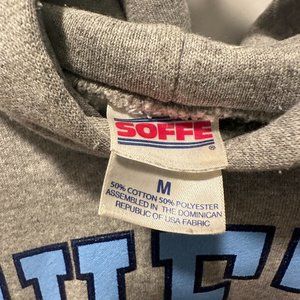 SOFFE
®
M
50% COTTON 50% POLYESTER
ASSEMBLED IN THE DOMINICAN
REPUBLIC OF USA FABRIC